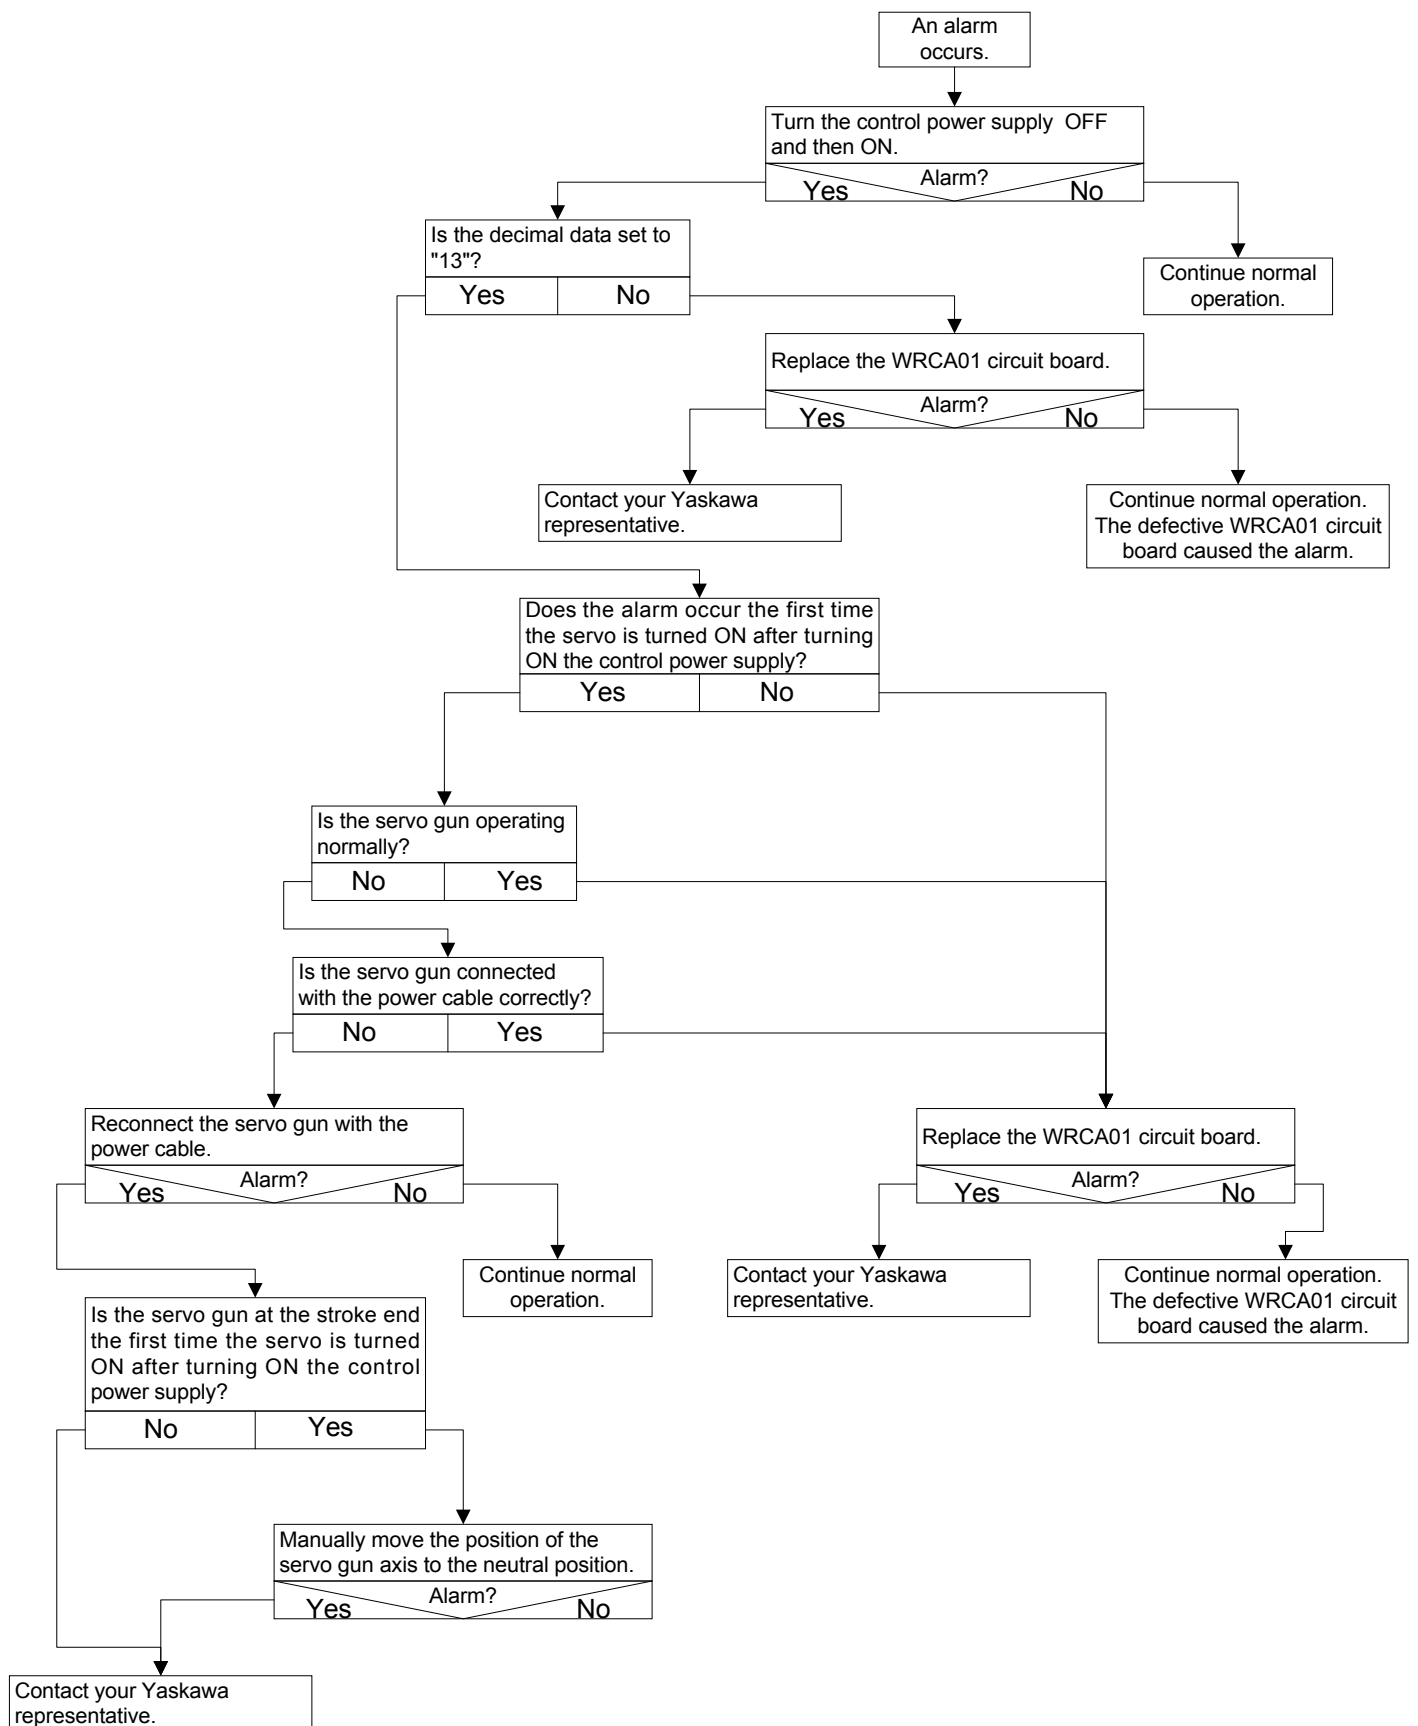 An alarm
occurs.
Turn the control power supply  OFF
and then ON.
Alarm?
Yes
No
Is the decimal data set to
"13"?
Yes
No
Continue normal
operation.
Replace the WRCA01 circuit board.
Alarm?
Yes
No
Contact your Yaskawa
representative.
Continue normal operation.
The defective WRCA01 circuit
board caused the alarm.
Does the alarm occur the first time
the servo is turned ON after turning
ON the control power supply?
Yes
No
Is the servo gun operating
normally?
No
Yes
Is the servo gun connected
with the power cable correctly?
No
Yes
Reconnect the servo gun with the
power cable.
Alarm?
Yes
No
Replace the WRCA01 circuit board.
Alarm?
Yes
No
Continue normal
operation.
Contact your Yaskawa
representative.
Continue normal operation.
The defective WRCA01 circuit
board caused the alarm.
Is the servo gun at the stroke end
the first time the servo is turned
ON after turning ON the control
power supply?
No
Yes
Manually move the position of the
servo gun axis to the neutral position.
Alarm?
Yes
No
Contact your Yaskawa
representative.